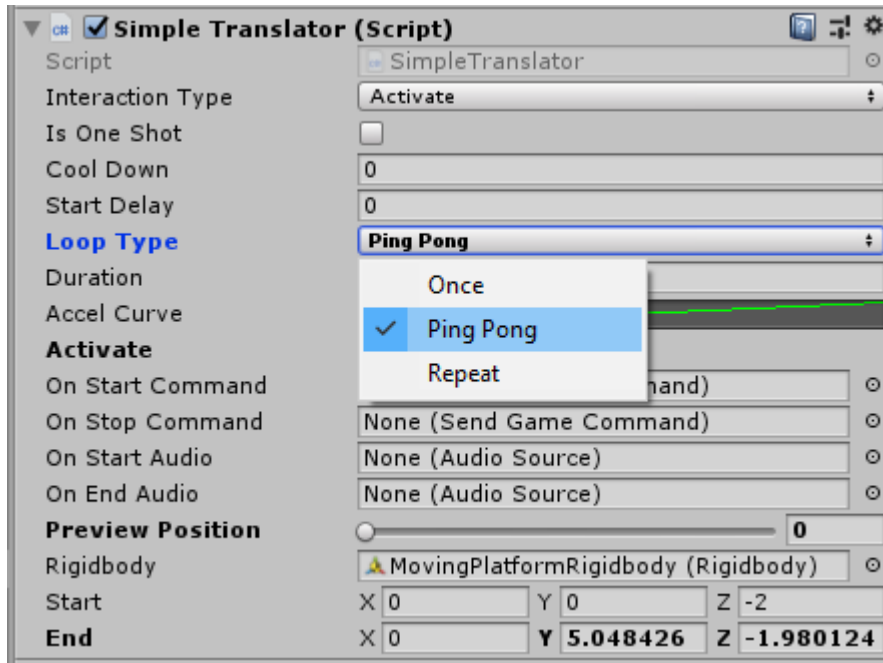 Simple Translator (Script)
Script SimpleTranslator
Interaction Type Activate
Is One Shot
Cool Down 0
Start Delay 0
Loop Type Ping Pong
Duration Once
Accel Curve Ping Pong
Activate Repeat
On Start Command mand)
On Stop Command None (Send Game Command)
On Start Audio None (Audio Source)
On End Audio None (Audio Source)
Preview Position 0
Rigidbody MovingPlatformRigidbody (Rigidbody)
Start X 0 Y 0 Z -2
End X 0 Y 5.048426 Z -1.980124